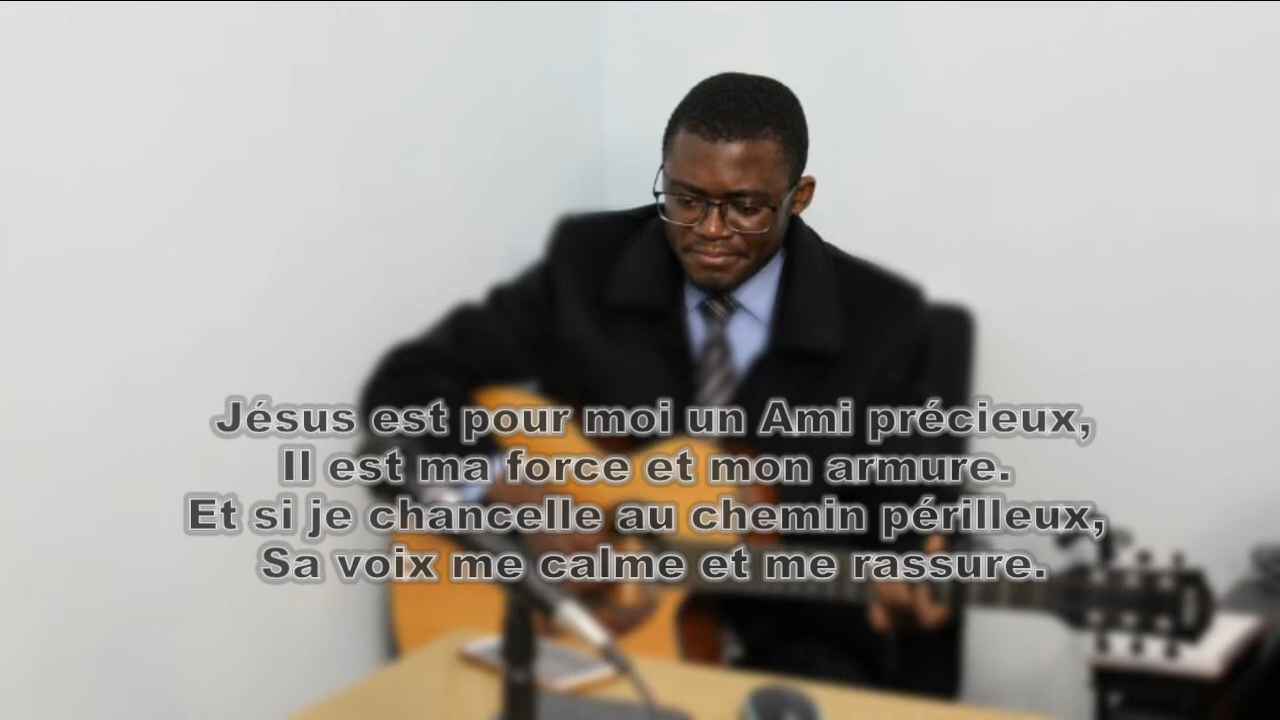 Jésus est pour moi un Ami précieux,
Il est ma force et mon armure.
Et si je chancelle au chemin périlleux,
Sa voix me calme et me rassure.